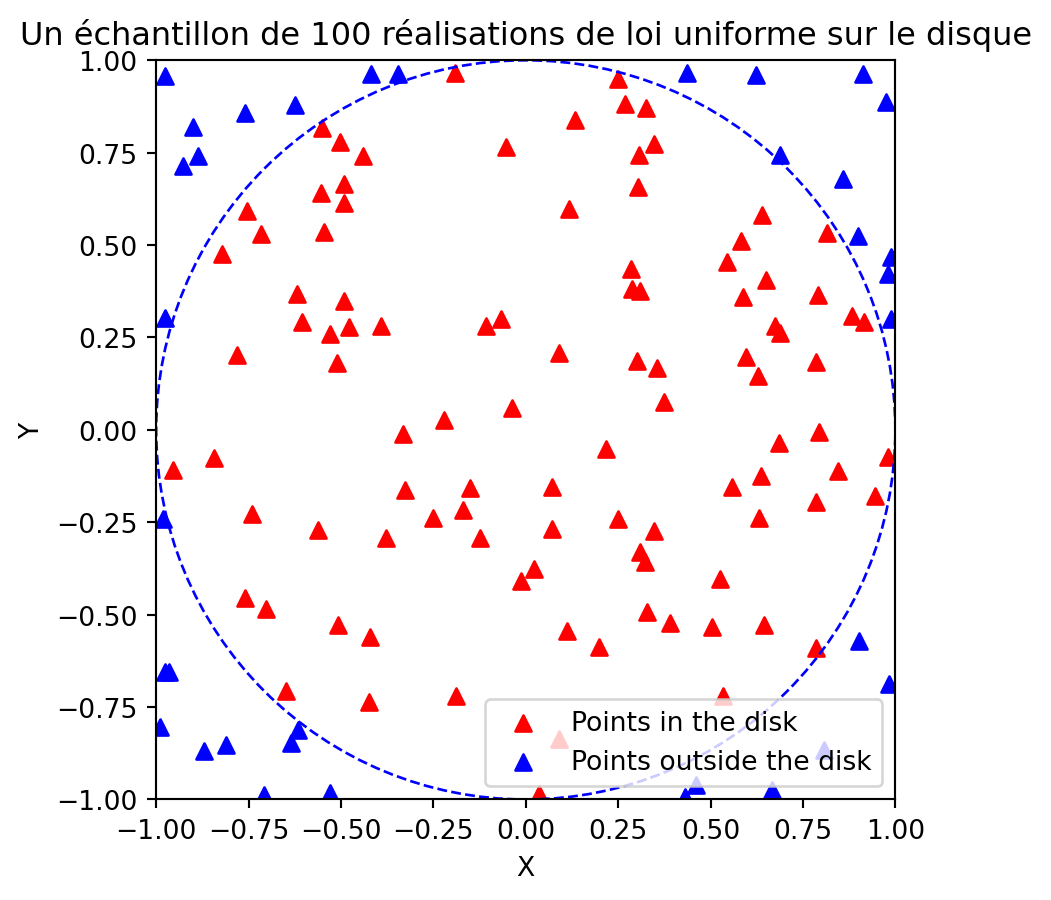 Un échantillon de 100 réalisations de loi uniforme sur le disque
1.00
0.75
0.50
0.25
0.00
−0.25
−0.50
−0.75
−1.00
Y
Points in the disk
Points outside the disk
−1.00 −0.75 −0.50 −0.25 0.00 0.25 0.50 0.75 1.00
X